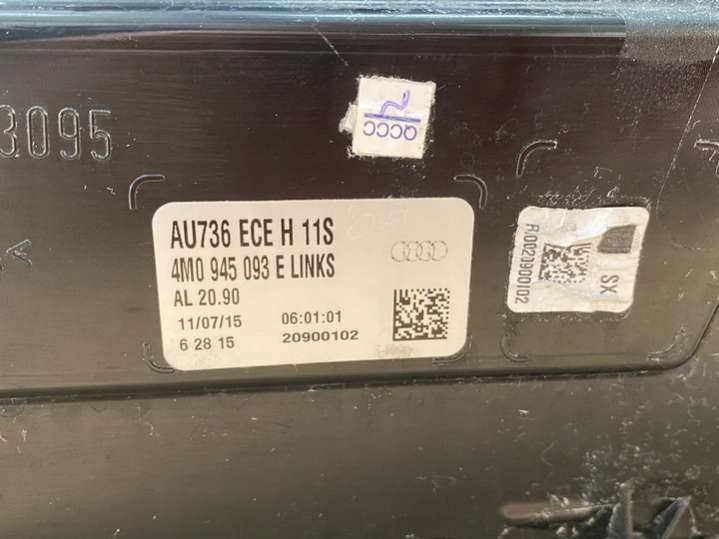 3095
QCCC
AU736 ECE H 11S
4M0 945 093 E LINKS
AL 20.90
11/07/15 06:01:01
6 28 15 20900102
SX